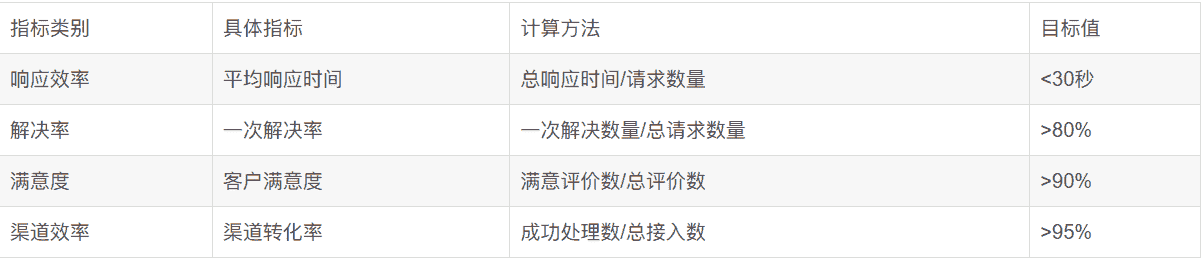 指标类别 具体指标 计算方法 目标值
响应效率 平均响应时间 总响应时间/请求数量 <30秒
解决率 一次解决率 一次解决数量/总请求数量 >80%
满意度 客户满意度 满意评价数/总评价数 >90%
渠道效率 渠道转化率 成功处理数/总接入数 >95%